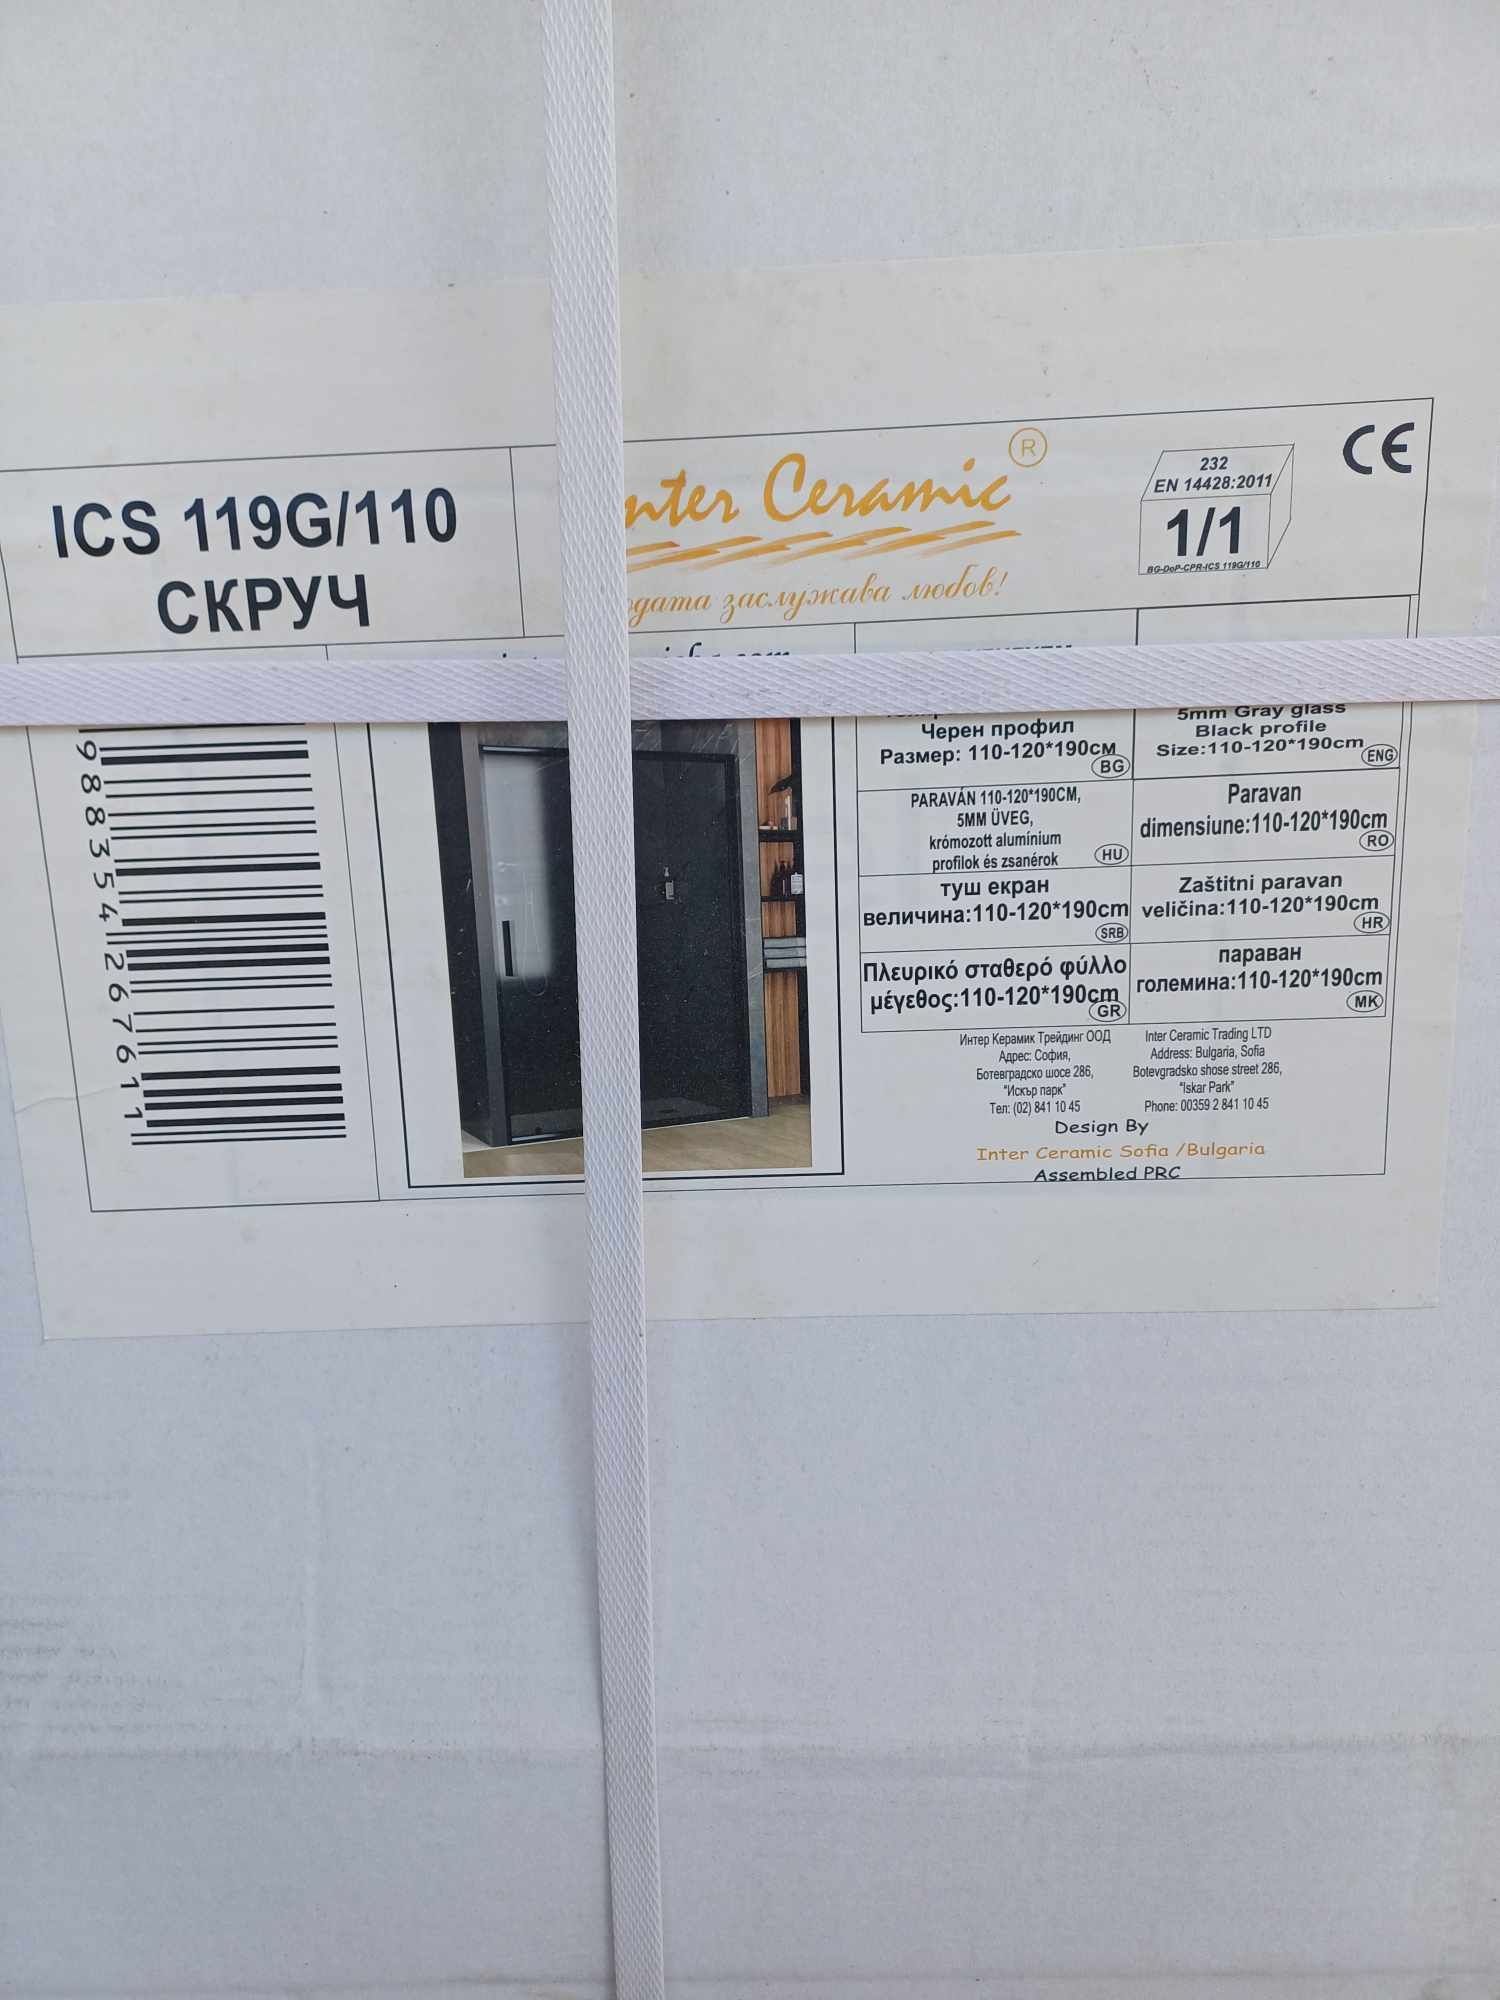 ICS 119G/110
СКРУЧ
nter Ceramic ®
заслужава любов!
232
EN 14428:2011
1/1
BG-DoP-CPR-ICS 119G/110
CE
988354267611
Черен профил
Размер: 110-120*190см
BG
5mm Gray glass
Black profile
Size:110-120*190cm
ENG
PARAVÁN 110-120*190CM,
5MM ÜVEG,
krómozott alumínium
profilok és zsanérok
HU
Paravan
dimensiune:110-120*190cm
RO
туш екран
величина:110-120*190cm
SRB
Zaštitni paravan
veličina:110-120*190cm
HR
Πλευρικό σταθερό φύλλο
μέγεθος:110-120*190cm
GR
параван
големина:110-120*190cm
MK
Интер Керамик Трейдинг ООД
Адрес: София,
Ботевградско шосе 286,
"Искър парк"
Тел: (02) 841 10 45
Inter Ceramic Trading LTD
Address: Bulgaria, Sofia
Botevgradsko shose street 286,
"Iskar Park"
Phone: 00359 2 841 10 45
Design By
Inter Ceramic Sofia /Bulgaria
Assembled PRC